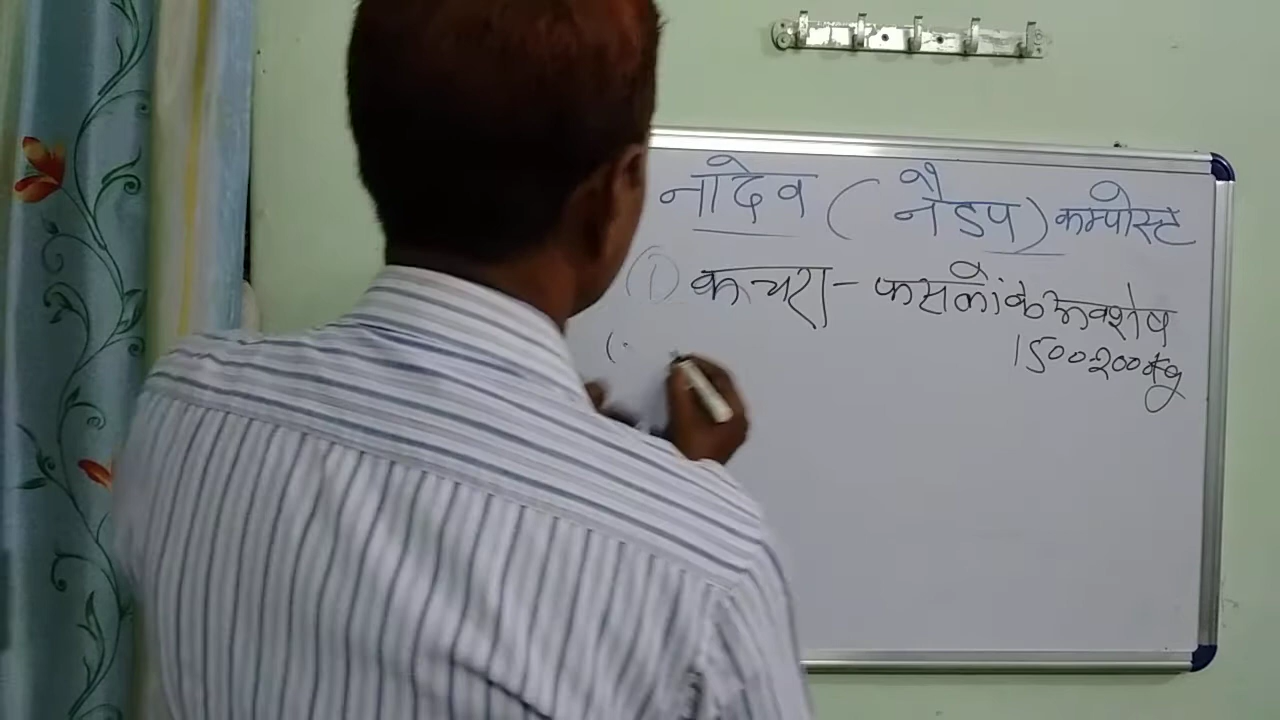 नादेव ( नैडप ) कम्पोस्ट
(1) कचरा - फसलों के अवशेष
1500 200 kg